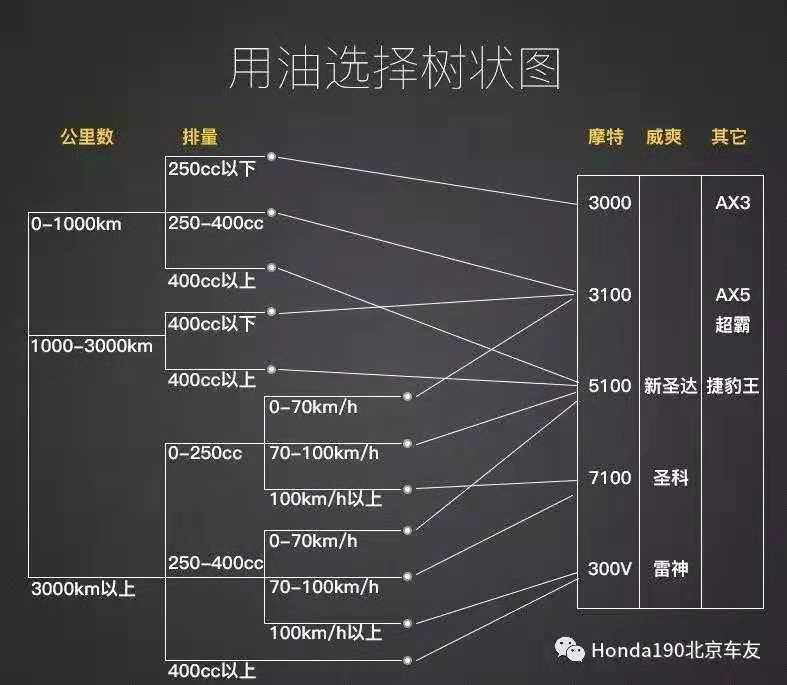 用油选择树状图
公里数 排量 摩特 威爽 其它
250cc以下
3000 AX3
0-1000km 250-400cc
400cc以上
3100 AX5
400cc以下 超霸
1000-3000km
400cc以上 5100 新圣达 捷豹王
0-70km/h
0-250cc 70-100km/h
7100 圣科
100km/h以上
0-70km/h
250-400cc 300V 雷神
3000km以上 70-100km/h
100km/h以上
400cc以上
Honda190北京车友